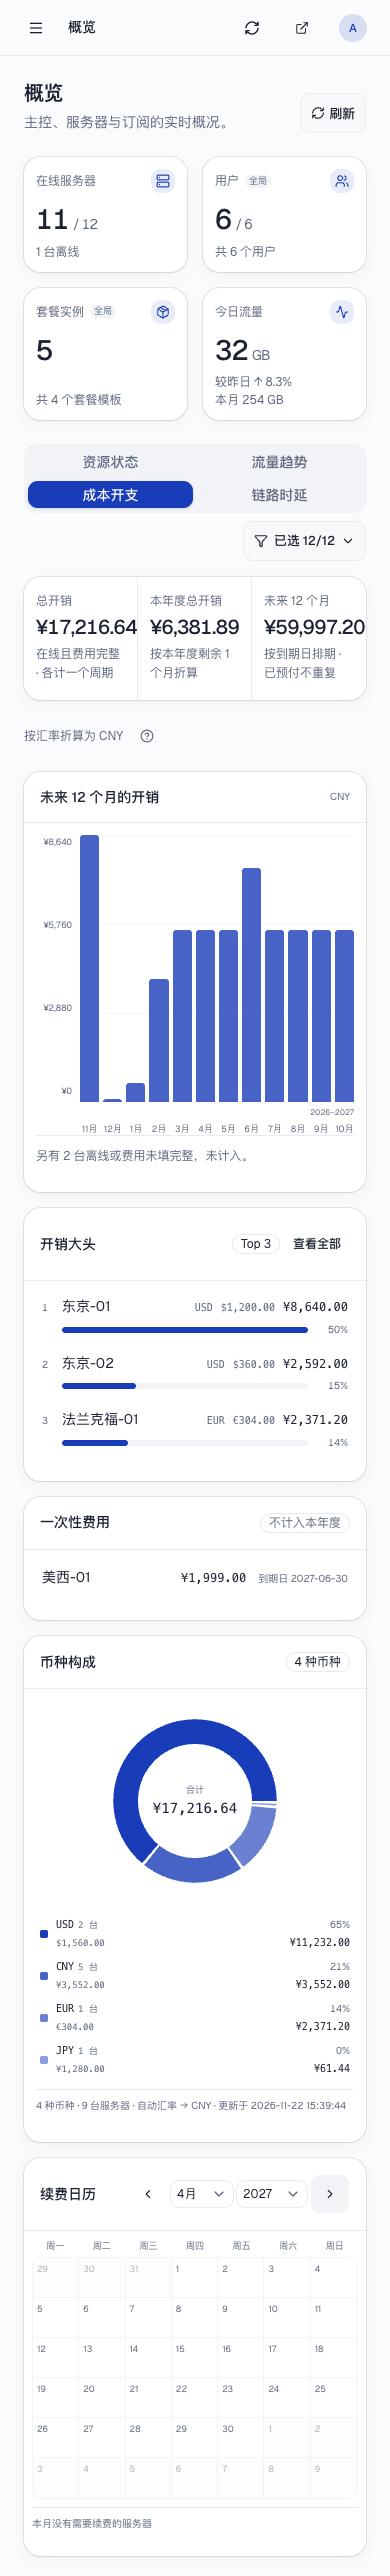 概览
A
概览
主控、服务器与订阅的实时概况。
刷新
在线服务器
11 / 12
1 台离线
用户 全局
6 / 6
共 6 个用户
套餐实例 全局
5
共 4 个套餐模板
今日流量
32 GB
较昨日 ↑ 8.3%
本月 254 GB
资源状态
流量趋势
成本开支
链路时延
已选 12/12
总开销
¥17,216.64
在线且费用完整
· 各计一个周期
本年度总开销
¥6,381.89
按本年度剩余 1
个月折算
未来 12 个月
¥59,997.20
按到期日排期 ·
已预付不重复
按汇率折算为 CNY
未来 12 个月的开销
CNY
¥8,640
¥5,760
¥2,880
¥0
2026–2027
11月 12月 1月 2月 3月 4月 5月 6月 7月 8月 9月 10月
另有 2 台离线或费用未填完整，未计入。
开销大头
Top 3
查看全部
1 东京-01 USD $1,200.00 ¥8,640.00
50%
2 东京-02 USD $360.00 ¥2,592.00
15%
3 法兰克福-01 EUR €304.00 ¥2,371.20
14%
一次性费用
不计入本年度
美西-01 ¥1,999.00 到期日 2027-06-30
币种构成
4 种币种
合计
¥17,216.64
USD 2 台 65%
$1,560.00 ¥11,232.00
CNY 5 台 21%
¥3,552.00 ¥3,552.00
EUR 1 台 14%
€304.00 ¥2,371.20
JPY 1 台 0%
¥1,280.00 ¥61.44
4 种币种 · 9 台服务器 · 自动汇率 → CNY · 更新于 2026-11-22 15:39:44
续费日历
4月
2027
周一 周二 周三 周四 周五 周六 周日
29 30 31 1 2 3 4
5 6 7 8 9 10 11
12 13 14 15 16 17 18
19 20 21 22 23 24 25
26 27 28 29 30 1 2
3 4 5 6 7 8 9
本月没有需要续费的服务器